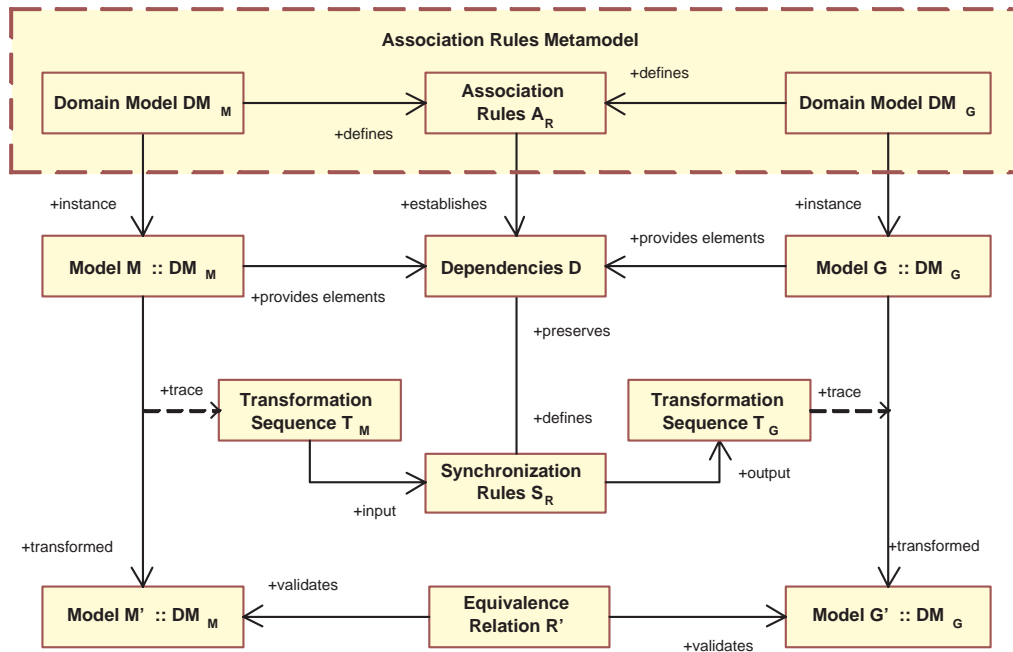 Association Rules Metamodel
+defines
Domain Model DM M
Association
Rules A R
Domain Model DM G
+defines
+instance
+establishes
+instance
+provides elements
Model M :: DM M
Dependencies D
Model G :: DM G
+provides elements
+preserves
+trace
+trace
Transformation
Sequence T M
Transformation
Sequence T G
+defines
Synchronization
Rules S R
+output
+input
+transformed
+transformed
+validates
Model M’ :: DM M
Equivalence
Relation R’
Model G’ :: DM G
+validates